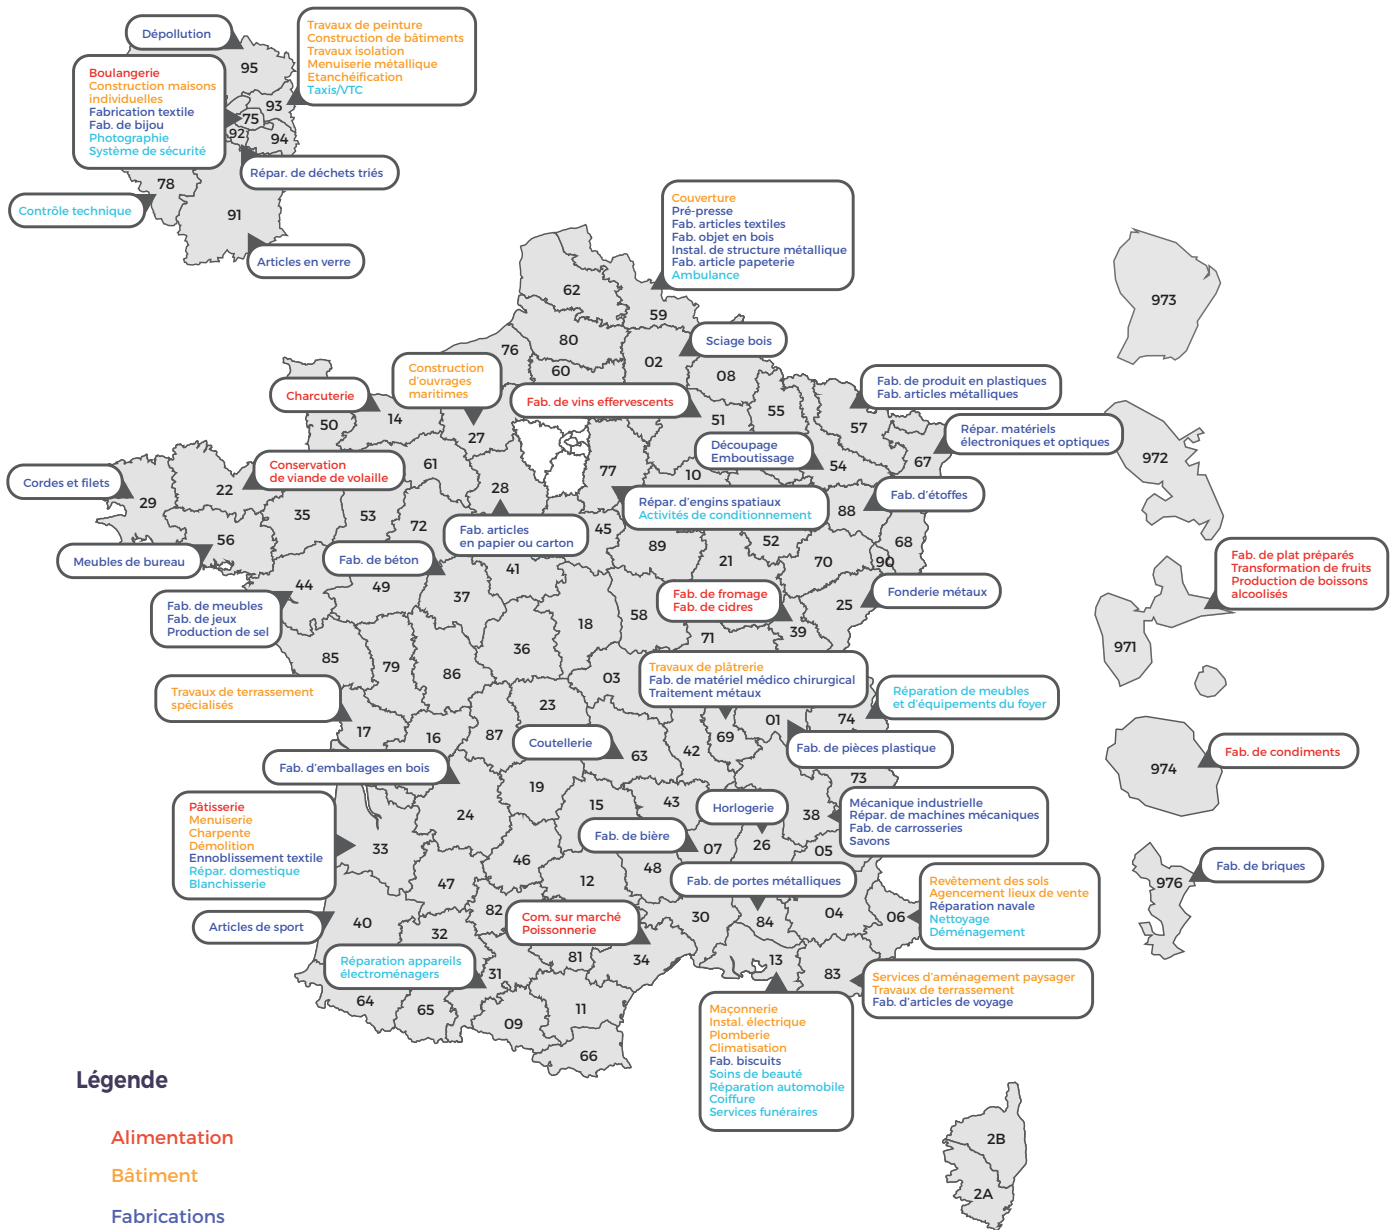 Dépollution
Travaux de peinture
Construction de bâtiments
Travaux isolation
Menuiserie métallique
Etanchéification
Taxis/VTC
95
Boulangerie
Construction maisons
individuelles
Fabrication textile
Fab. de bijou
Photographie
Système de sécurité
93
75
92
94
Répar. de déchets triés
78
Contrôle technique
91
Articles en verre
Couverture
Pré-presse
Fab. articles textiles
Fab. objet en bois
Instal. de structure métallique
Fab. article papeterie
Ambulance
62
59
973
80
76
02
Sciage bois
60
08
Construction
d'ouvrages
maritimes
Charcuterie
Fab. de vins effervescents
Fab. de produit en plastiques
Fab. articles métalliques
50
14
27
51
55
57
Répar. matériels
électroniques et optiques
67
972
Découpage
Emboutissage
54
61
77
10
Conservation
de viande de volaille
Cordes et filets
29
22
28
88
Fab. d'étoffes
Répar. d'engins spatiaux
Activités de conditionnement
35
53
72
45
56
Fab. articles
en papier ou carton
89
52
68
Meubles de bureau
Fab. de béton
21
70
90
Fab. de plat préparés
Transformation de fruits
Production de boissons
alcoolisés
44
49
41
37
Fab. de fromage
Fab. de cidres
25
Fonderie métaux
Fab. de meubles
Fab. de jeux
Production de sel
18
58
39
71
971
85
79
86
36
03
Travaux de plâtrerie
Fab. de matériel médico chirurgical
Traitement métaux
Travaux de terrassement
spécialisés
23
Réparation de meubles
et d'équipements du foyer
17
16
87
01
74
Coutellerie
63
42
69
Fab. de pièces plastique
Fab. de condiments
974
Fab. d'emballages en bois
73
19
15
43
Horlogerie
38
Mécanique industrielle
Répar. de machines mécaniques
Fab. de carrosseries
Savons
Pâtisserie
Menuiserie
Charpente
Démolition
Ennoblissement textile
Répar. domestique
Blanchisserie
33
24
Fab. de bière
07
26
05
46
48
12
47
Fab. de portes métalliques
976
Fab. de briques
Revêtement des sols
Agencement lieux de vente
Réparation navale
Nettoyage
Déménagement
82
30
84
04
06
Articles de sport
40
32
Com. sur marché
Poissonnerie
Réparation appareils
électroménagers
31
81
34
13
83
Services d'aménagement paysager
Travaux de terrassement
Fab. d'articles de voyage
64
65
09
11
66
Maçonnerie
Instal. électrique
Plomberie
Climatisation
Fab. biscuits
Soins de beauté
Réparation automobile
Coiffure
Services funéraires
Légende
Alimentation
Bâtiment
Fabrications
2B
2A